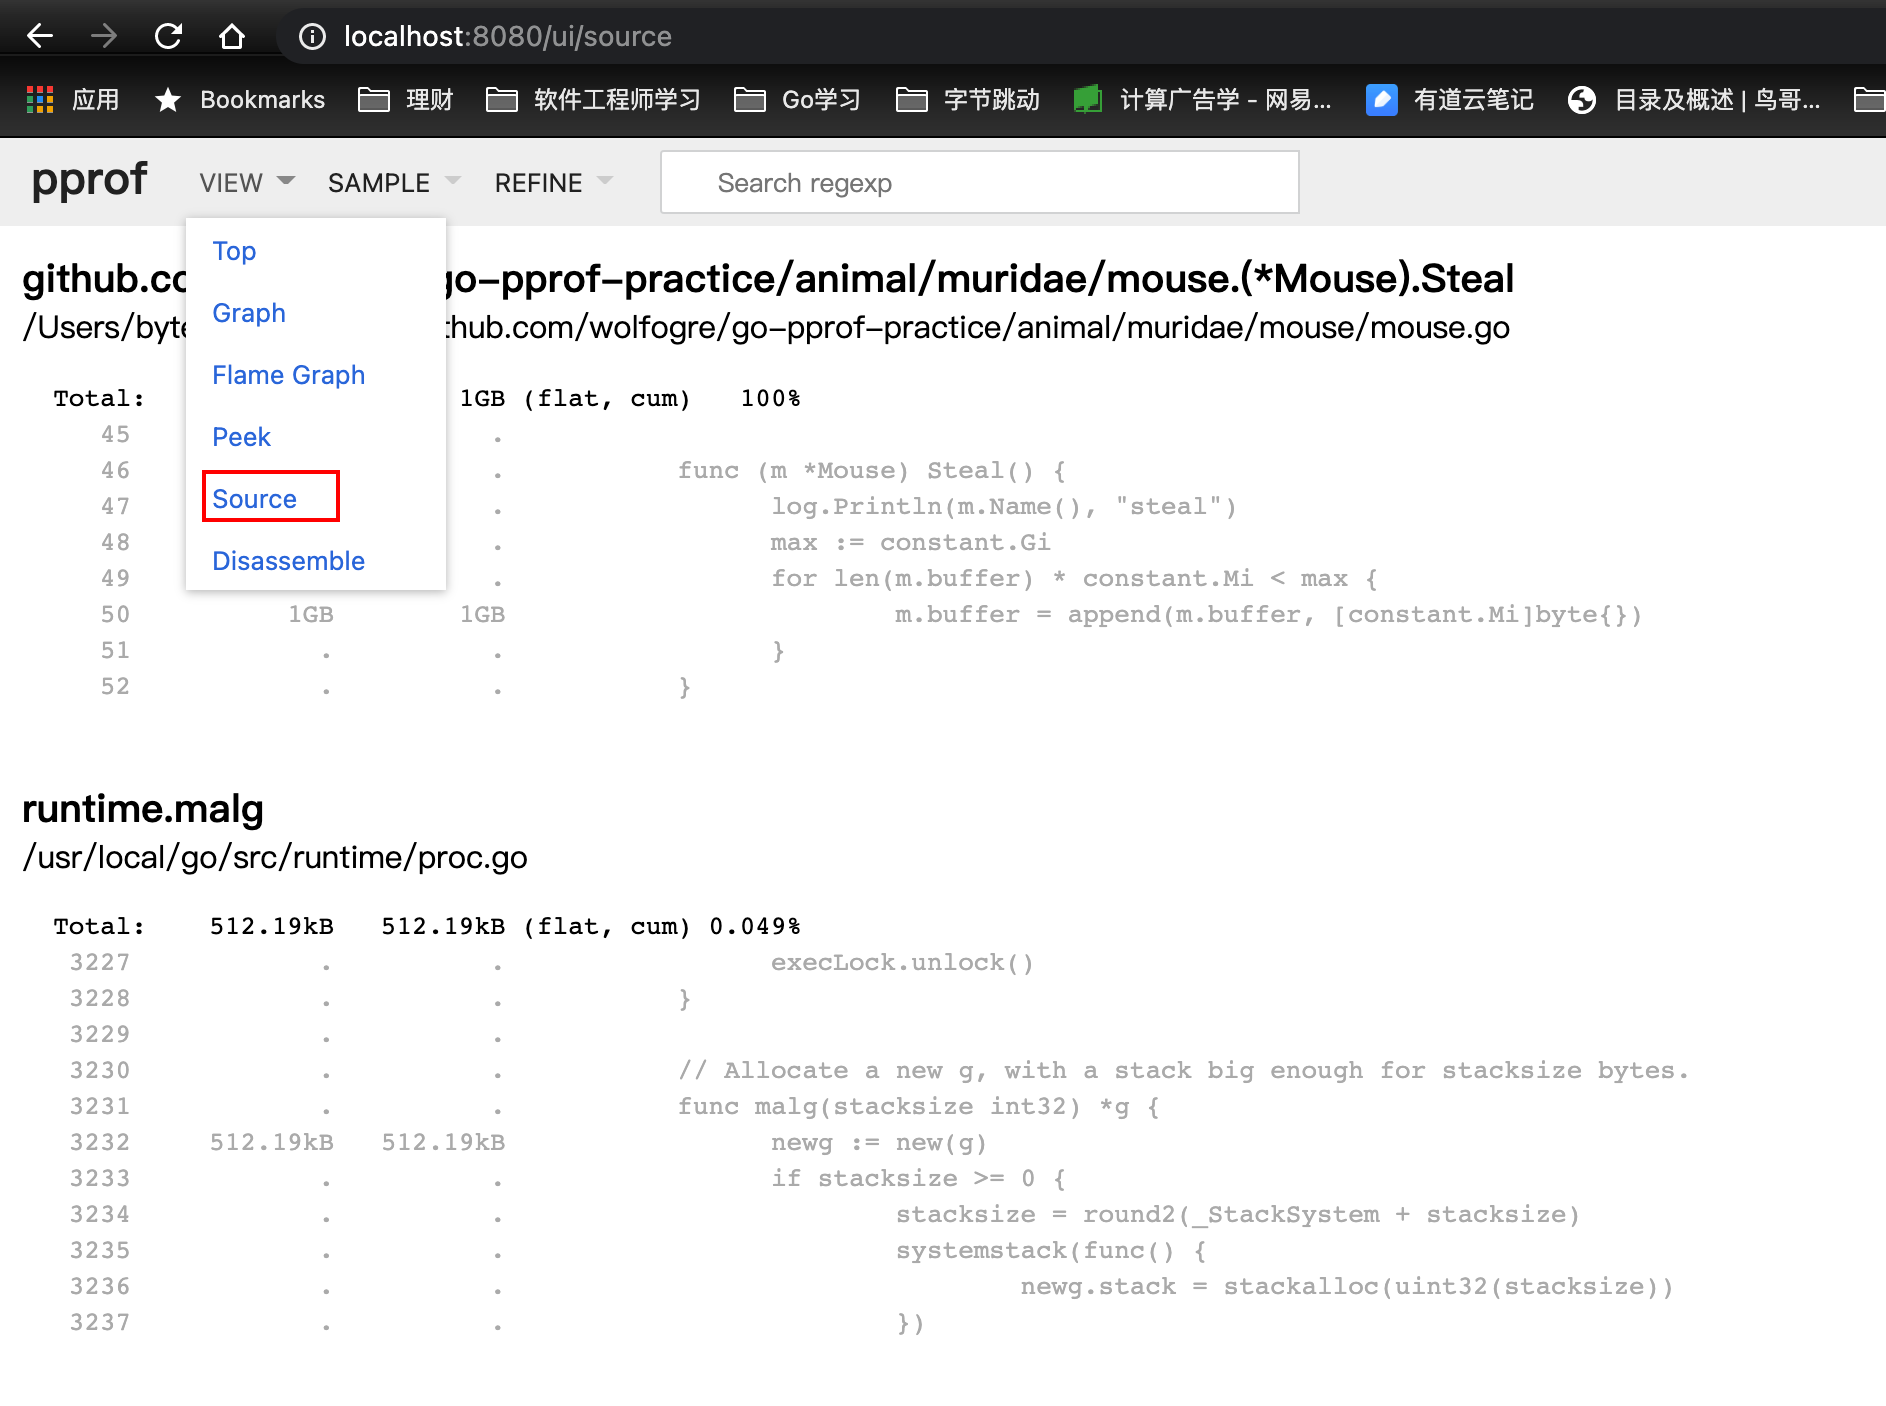 localhost:8080/ui/source
应用 Bookmarks 理财 软件工程师学习 Go学习 字节跳动 计算广告学 - 网易... 有道云笔记 目录及概述 | 鸟哥...
pprof VIEW SAMPLE REFINE Search regexp
Top
Graph
Flame Graph
Peek
Source
Disassemble
github.co go-pprof-practice/animal/muridae/mouse.(*Mouse).Steal
/Users/byte thub.com/wolfogre/go-pprof-practice/animal/muridae/mouse/mouse.go
Total: 1GB (flat, cum) 100%
45 .
46 . func (m *Mouse) Steal() {
47 . log.Println(m.Name(), "steal")
48 . max := constant.Gi
49 . for len(m.buffer) * constant.Mi < max {
50 1GB 1GB m.buffer = append(m.buffer, [constant.Mi]byte{})
51 . . }
52 . . }
runtime.malg
/usr/local/go/src/runtime/proc.go
Total: 512.19kB 512.19kB (flat, cum) 0.049%
3227 . . execLock.unlock()
3228 . . }
3229 . .
3230 . . // Allocate a new g, with a stack big enough for stacksize bytes.
3231 . . func malg(stacksize int32) *g {
3232 512.19kB 512.19kB newg := new(g)
3233 . . if stacksize >= 0 {
3234 . . stacksize = round2(_StackSystem + stacksize)
3235 . . systemstack(func() {
3236 . . newg.stack = stackalloc(uint32(stacksize))
3237 . . })